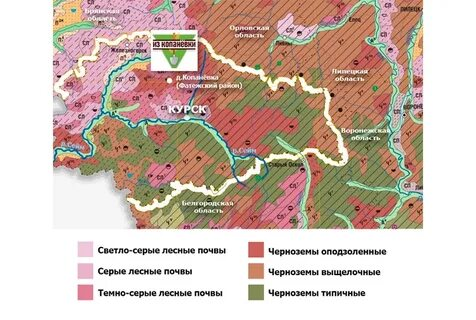 Брянская
область
Орловская
область
ЛИПЕЦК
Железногорск
ИЗ КОПАНЕВКИ
д.Копанёвка
(Фатежский район)
Липецкая
область
КУРСК
Воронежская
область
р.Сейм
р.Сейм
Старый Оскол
Белгородская
область
Светло-серые лесные почвы
Серые лесные почвы
Темно-серые лесные почвы
Черноземы оподзоленные
Черноземы выщелочные
Черноземы типичные